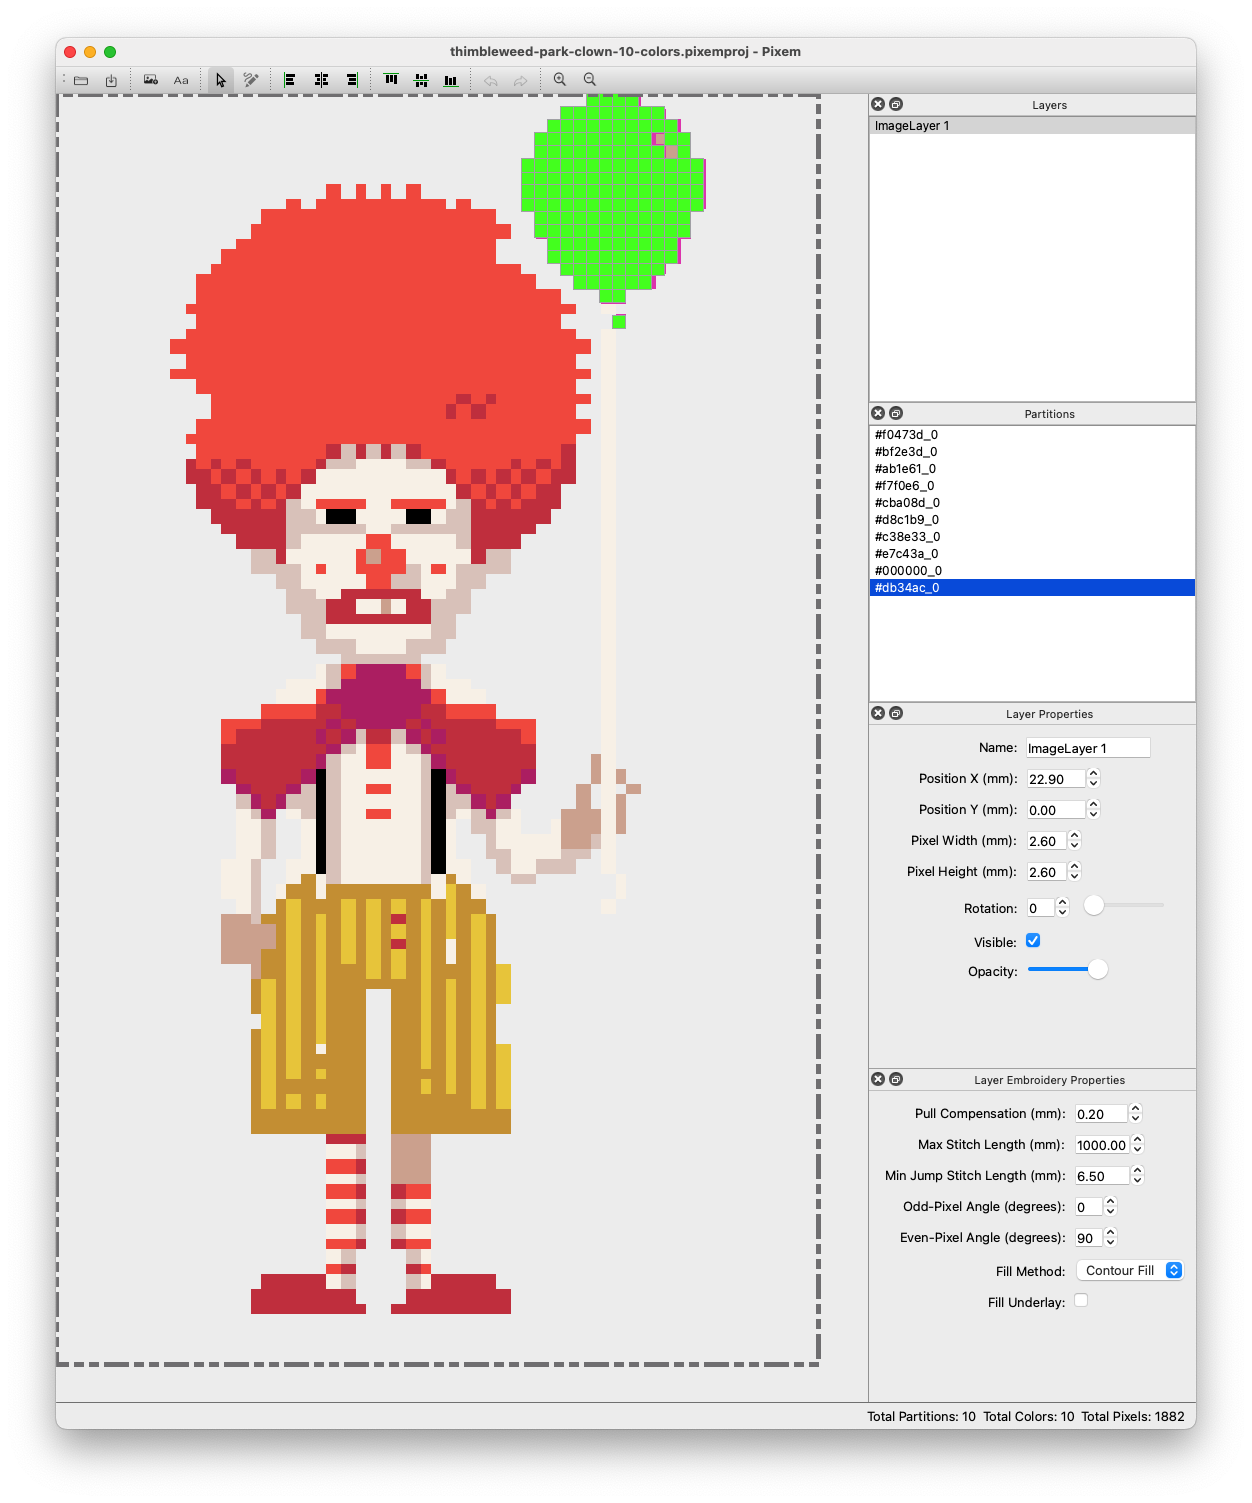 thimbleweed-park-clown-10-colors.pixemproj - Pixem
Aa
Layers
ImageLayer 1
Partitions
#f0473d_0
#bf2e3d_0
#ab1e61_0
#f7f0e6_0
#cba08d_0
#d8c1b9_0
#c38e33_0
#e7c43a_0
#000000_0
#db34ac_0
Layer Properties
Name: ImageLayer 1
Position X (mm): 22.90
Position Y (mm): 0.00
Pixel Width (mm): 2.60
Pixel Height (mm): 2.60
Rotation: 0
Visible:
Opacity:
Layer Embroidery Properties
Pull Compensation (mm): 0.20
Max Stitch Length (mm): 1000.00
Min Jump Stitch Length (mm): 6.50
Odd-Pixel Angle (degrees): 0
Even-Pixel Angle (degrees): 90
Fill Method: Contour Fill
Fill Underlay:
Total Partitions: 10 Total Colors: 10 Total Pixels: 1882